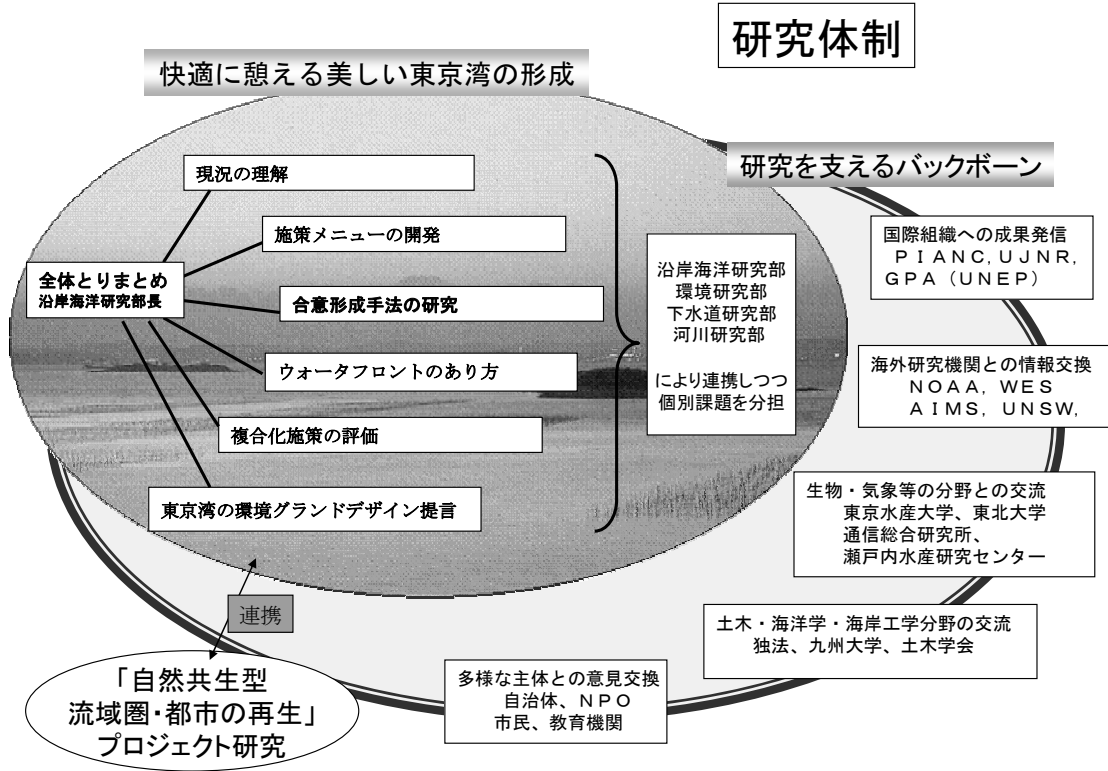 研究体制
快適に憩える美しい東京湾の形成
研究を支えるバックボーン
現況の理解
施策メニューの開発
全体とりまとめ
沿岸海洋研究部長
合意形成手法の研究
ウォータフロントのあり方
複合化施策の評価
東京湾の環境グランドデザイン提言
沿岸海洋研究部
環境研究部
下水道研究部
河川研究部
により連携しつつ
個別課題を分担
国際組織への成果発信
ＰＩＡＮＣ, ＵＪＮＲ,
ＧＰＡ（ＵＮＥＰ）
海外研究機関との情報交換
ＮＯＡＡ, ＷＥＳ
ＡＩＭＳ, ＵＮＳＷ,
生物・気象等の分野との交流
東京水産大学、東北大学
通信総合研究所、
瀬戸内水産研究センター
土木・海洋学・海岸工学分野の交流
独法、九州大学、土木学会
多様な主体との意見交換
自治体、ＮＰＯ
市民、教育機関
連携
「自然共生型
流域圏・都市の再生」
プロジェクト研究